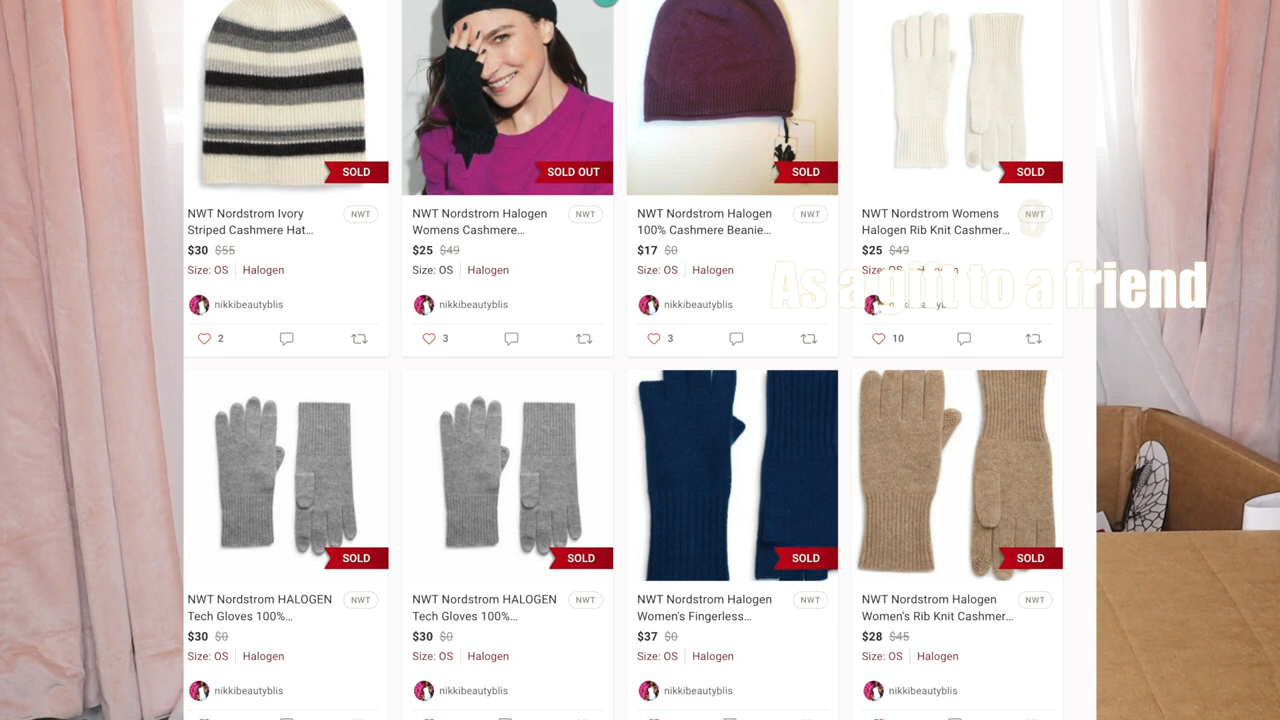 SOLD
SOLD OUT
SOLD
SOLD
NWT Nordstrom Ivory
Striped Cashmere Hat…
NWT
$30 $55
Size: OS Halogen
nikkibeautyblis
2
NWT Nordstrom Halogen
Womens Cashmere…
NWT
$25 $49
Size: OS Halogen
nikkibeautyblis
3
NWT Nordstrom Halogen
100% Cashmere Beanie…
NWT
$17 $0
Size: OS Halogen
nikkibeautyblis
3
NWT Nordstrom Womens
Halogen Rib Knit Cashmer…
NWT
$25 $49
Size: OS Halogen
As a gift to a friend
10
SOLD
SOLD
SOLD
SOLD
NWT Nordstrom HALOGEN
Tech Gloves 100%…
NWT
$30 $0
Size: OS Halogen
nikkibeautyblis
NWT Nordstrom HALOGEN
Tech Gloves 100%…
NWT
$30 $0
Size: OS Halogen
nikkibeautyblis
NWT Nordstrom Halogen
Women's Fingerless…
NWT
$37 $0
Size: OS Halogen
nikkibeautyblis
NWT Nordstrom Halogen
Women's Rib Knit Cashmer…
NWT
$28 $45
Size: OS Halogen
nikkibeautyblis